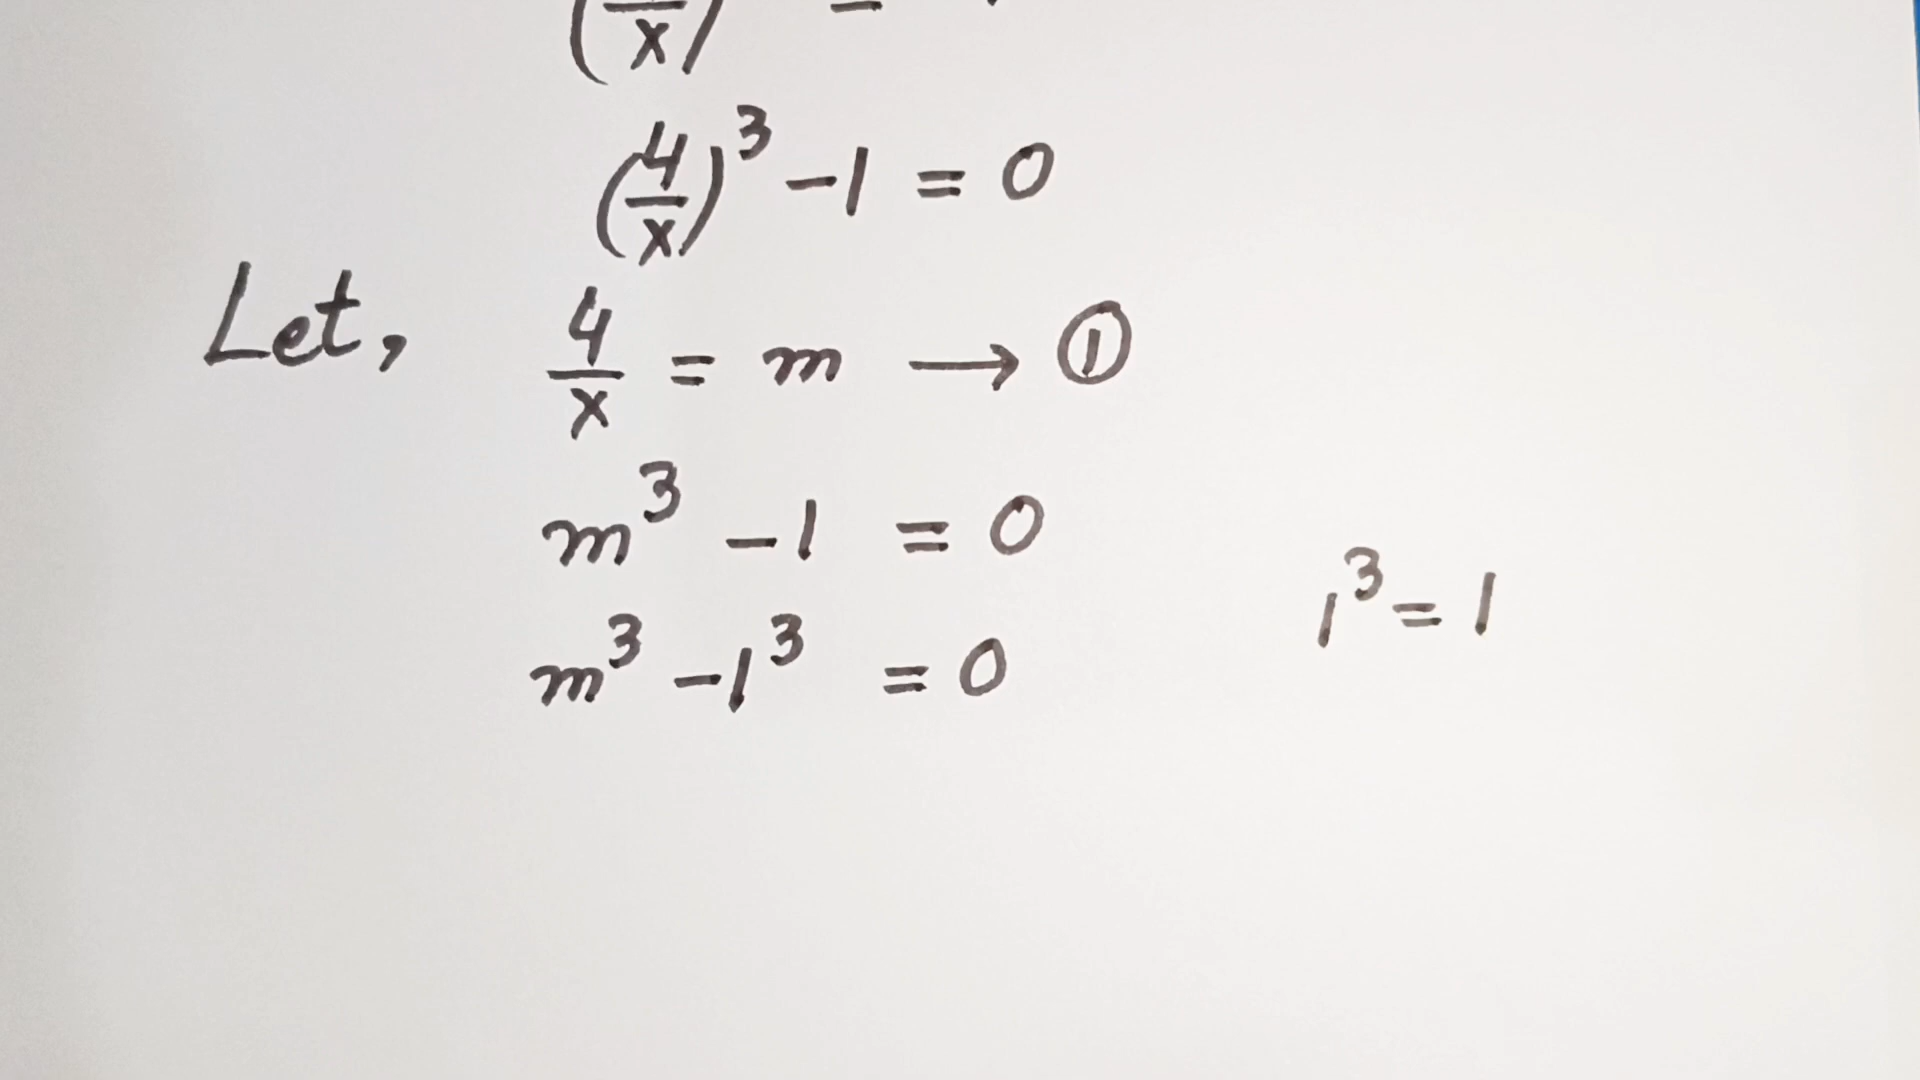 (—/x) =
(4/x)³ - 1 = 0
Let, 4/x = m → ①
m³ - 1 = 0
1³ = 1
m³ - 1³ = 0